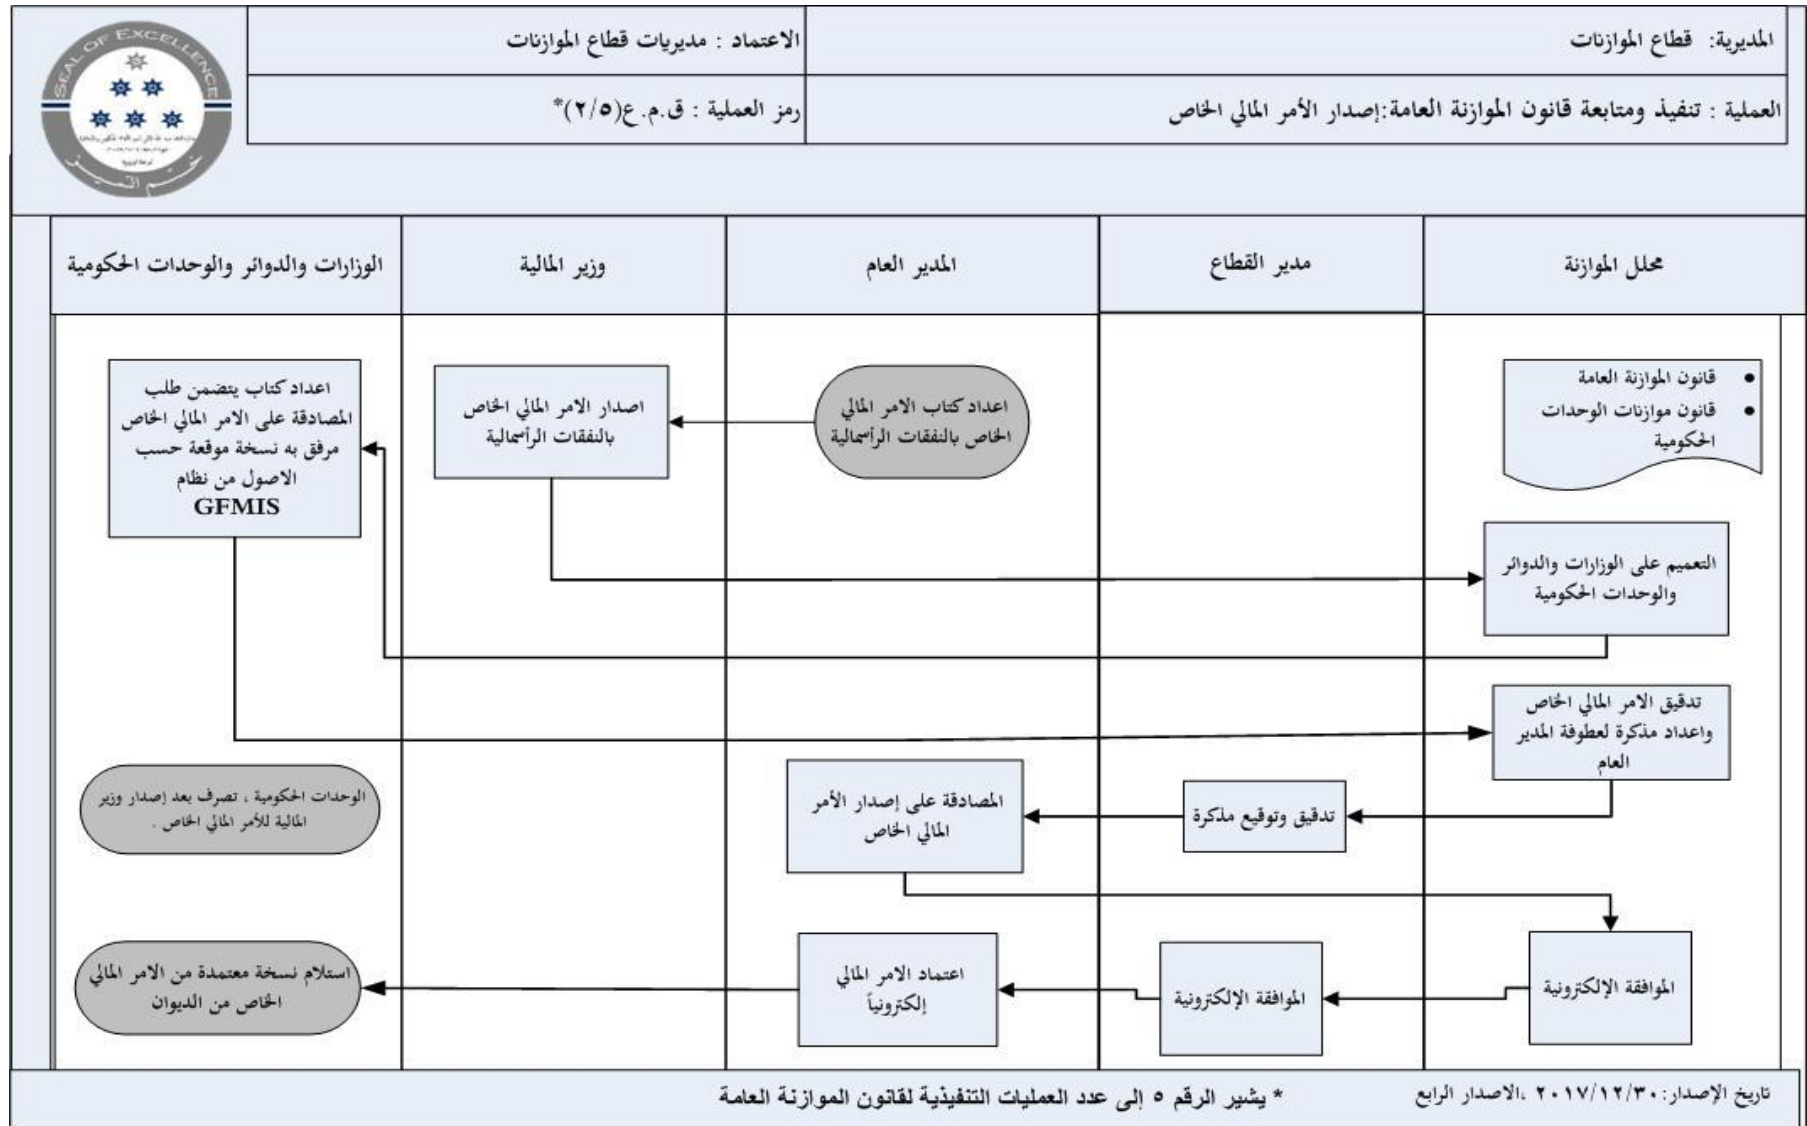 SEAL OF EXCELLENCE
ختم التميز
المديرية: قطاع الموازنات
الاعتماد : مديريات قطاع الموازنات
العملية : تنفيذ ومتابعة قانون الموازنة العامة:إصدار الأمر المالي الخاص
رمز العملية : ق.م.ع(٢/٥)*
محلل الموازنة
مدير القطاع
المدير العام
وزير المالية
الوزارات والدوائر والوحدات الحكومية
• قانون الموازنة العامة
• قانون موازنات الوحدات
الحكومية
اعداد كتاب الامر المالي
الخاص بالنفقات الرأسمالية
اصدار الامر المالي الخاص
بالنفقات الرأسمالية
اعداد كتاب يتضمن طلب
المصادقة على الامر المالي الخاص
مرفق به نسخة موقعة حسب
الاصول من نظام
GFMIS
التعميم على الوزارات والدوائر
والوحدات الحكومية
تدقيق الامر المالي الخاص
واعداد مذكرة لعطوفة المدير
العام
تدقيق وتوقيع مذكرة
المصادقة على إصدار الأمر
المالي الخاص
الوحدات الحكومية ، تصرف بعد إصدار وزير
المالية للأمر المالي الخاص .
الموافقة الإلكترونية
الموافقة الإلكترونية
اعتماد الامر المالي
إلكترونياً
استلام نسخة معتمدة من الامر المالي
الخاص من الديوان
تاريخ الإصدار: ٢٠١٧/١٢/٣٠ ،الاصدار الرابع
* يشير الرقم ٥ إلى عدد العمليات التنفيذية لقانون الموازنة العامة